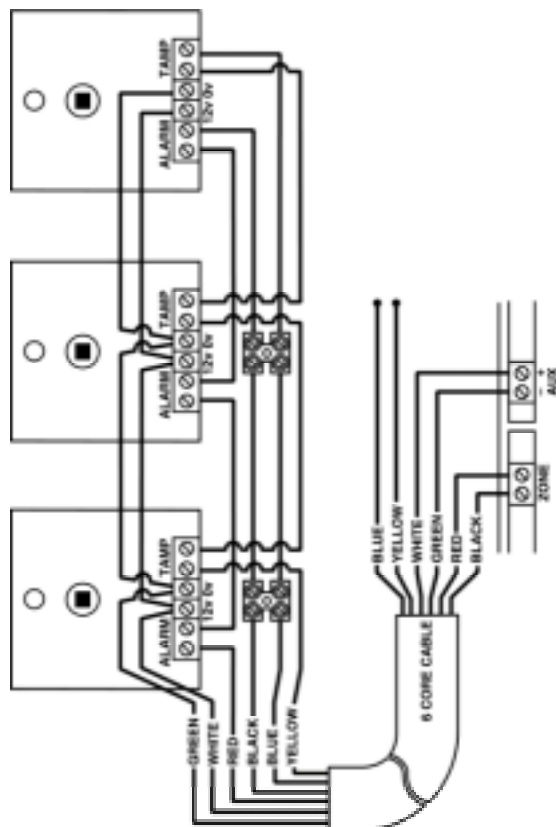 TAMP
12v 0v
ALARM
TAMP
12v 0v
ALARM
TAMP
12v 0v
ALARM
GREEN
WHITE
RED
BLACK
BLUE
YELLOW
6 CORE CABLE
BLUE
YELLOW
WHITE
GREEN
RED
BLACK
+
-
AUX
ZONE